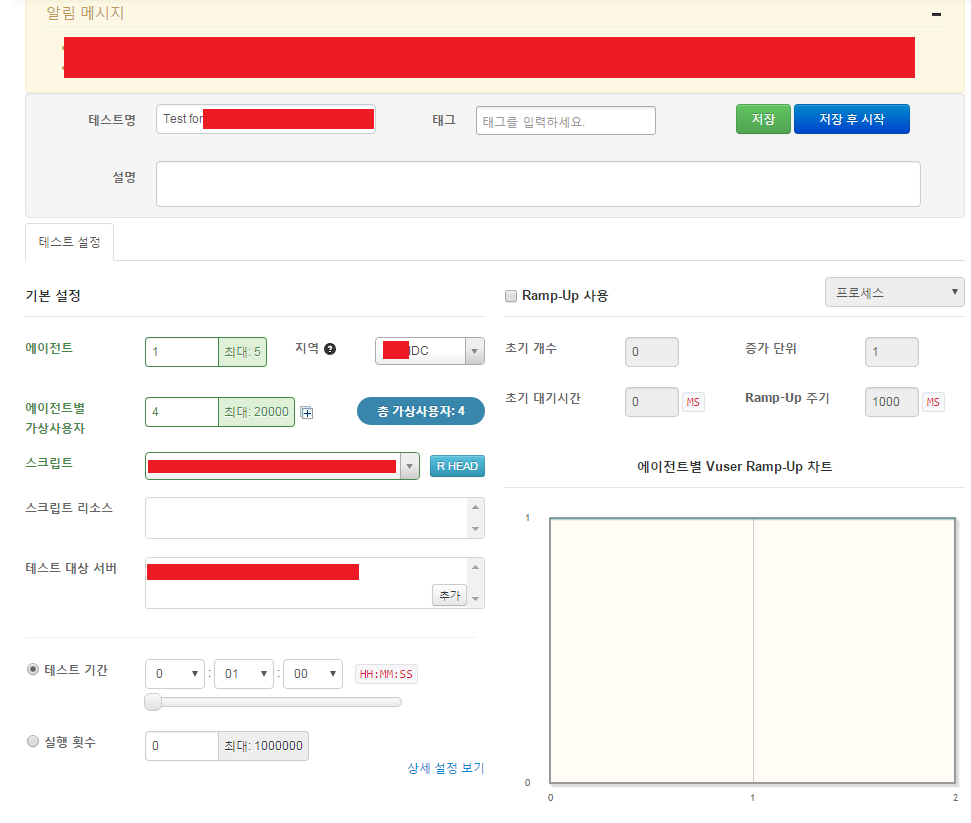 알림 메시지
테스트명 Test for 태그 태그를 입력하세요. 저장 저장 후 시작
설명
테스트 설정
기본 설정 Ramp-Up 사용 프로세스
에이전트 1 최대: 5 지역 IDC 초기 개수 0 증가 단위 1
에이전트별 가상사용자 4 최대: 20000 총 가상사용자: 4 초기 대기시간 0 MS Ramp-Up 주기 1000 MS
스크립트 R HEAD 에이전트별 Vuser Ramp-Up 차트
스크립트 리소스
테스트 대상 서버
추가
테스트 기간 0 : 01 : 00 HH:MM:SS
실행 횟수 0 최대: 1000000
상세 설정 보기
1
0
0 1 2